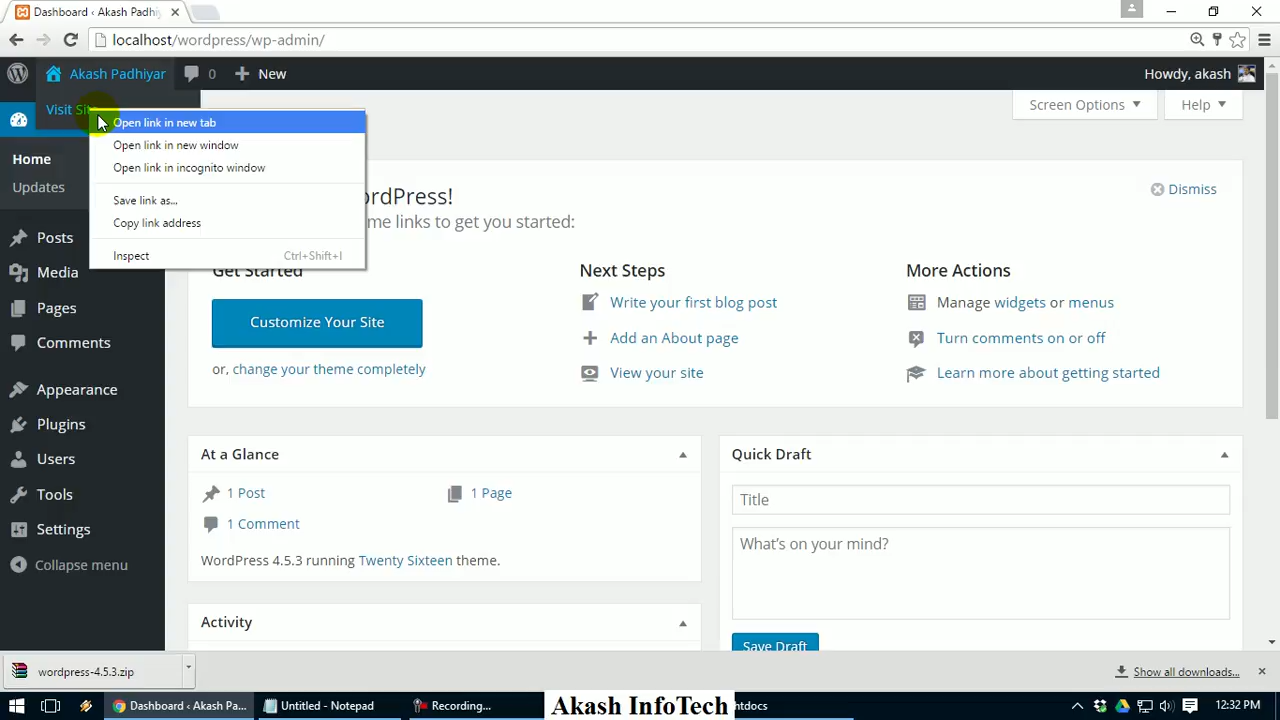 Dashboard ‹ Akash Padhi
localhost/wordpress/wp-admin/
Akash Padhiyar
0
New
Howdy, akash
Visit Site
Screen Options
Help
Open link in new tab
Open link in new window
Open link in incognito window
Save link as...
Copy link address
Inspect
Ctrl+Shift+I
Home
Updates
Posts
Media
Pages
Comments
Appearance
Plugins
Users
Tools
Settings
Collapse menu
ordPress!
me links to get you started:
Dismiss
Get Started
Customize Your Site
or, change your theme completely
Next Steps
Write your first blog post
Add an About page
View your site
More Actions
Manage widgets or menus
Turn comments on or off
Learn more about getting started
At a Glance
1 Post
1 Page
1 Comment
WordPress 4.5.3 running Twenty Sixteen theme.
Activity
Quick Draft
Title
What's on your mind?
Save Draft
wordpress-4.5.3.zip
Show all downloads...
Dashboard ‹ Akash Pa...
Untitled - Notepad
Recording...
Akash InfoTech
htdocs
12:32 PM